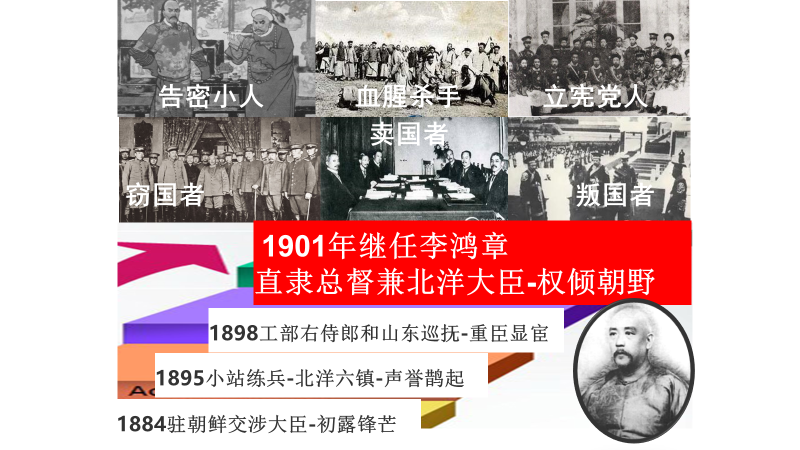 告密小人
血腥杀手
立宪党人
卖国者
窃国者
叛国者
1901年继任李鸿章
直隶总督兼北洋大臣-权倾朝野
1898工部右侍郎和山东巡抚-重臣显宦
1895小站练兵-北洋六镇-声誉鹊起
1884驻朝鲜交涉大臣-初露锋芒